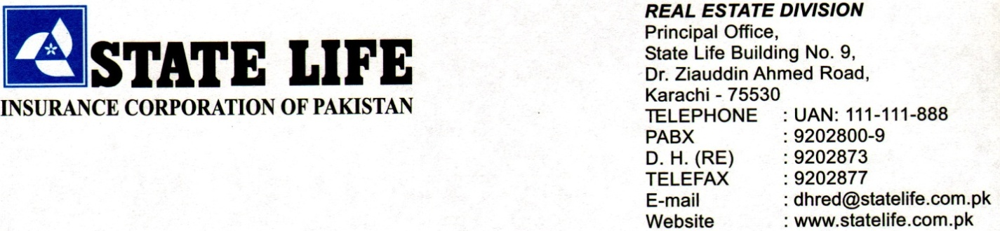 STATE LIFE
INSURANCE CORPORATION OF PAKISTAN
REAL ESTATE DIVISION
Principal Office,
State Life Building No. 9,
Dr. Ziauddin Ahmed Road,
Karachi - 75530
TELEPHONE : UAN: 111-111-888
PABX : 9202800-9
D. H. (RE) : 9202873
TELEFAX : 9202877
E-mail : dhred@statelife.com.pk
Website : www.statelife.com.pk